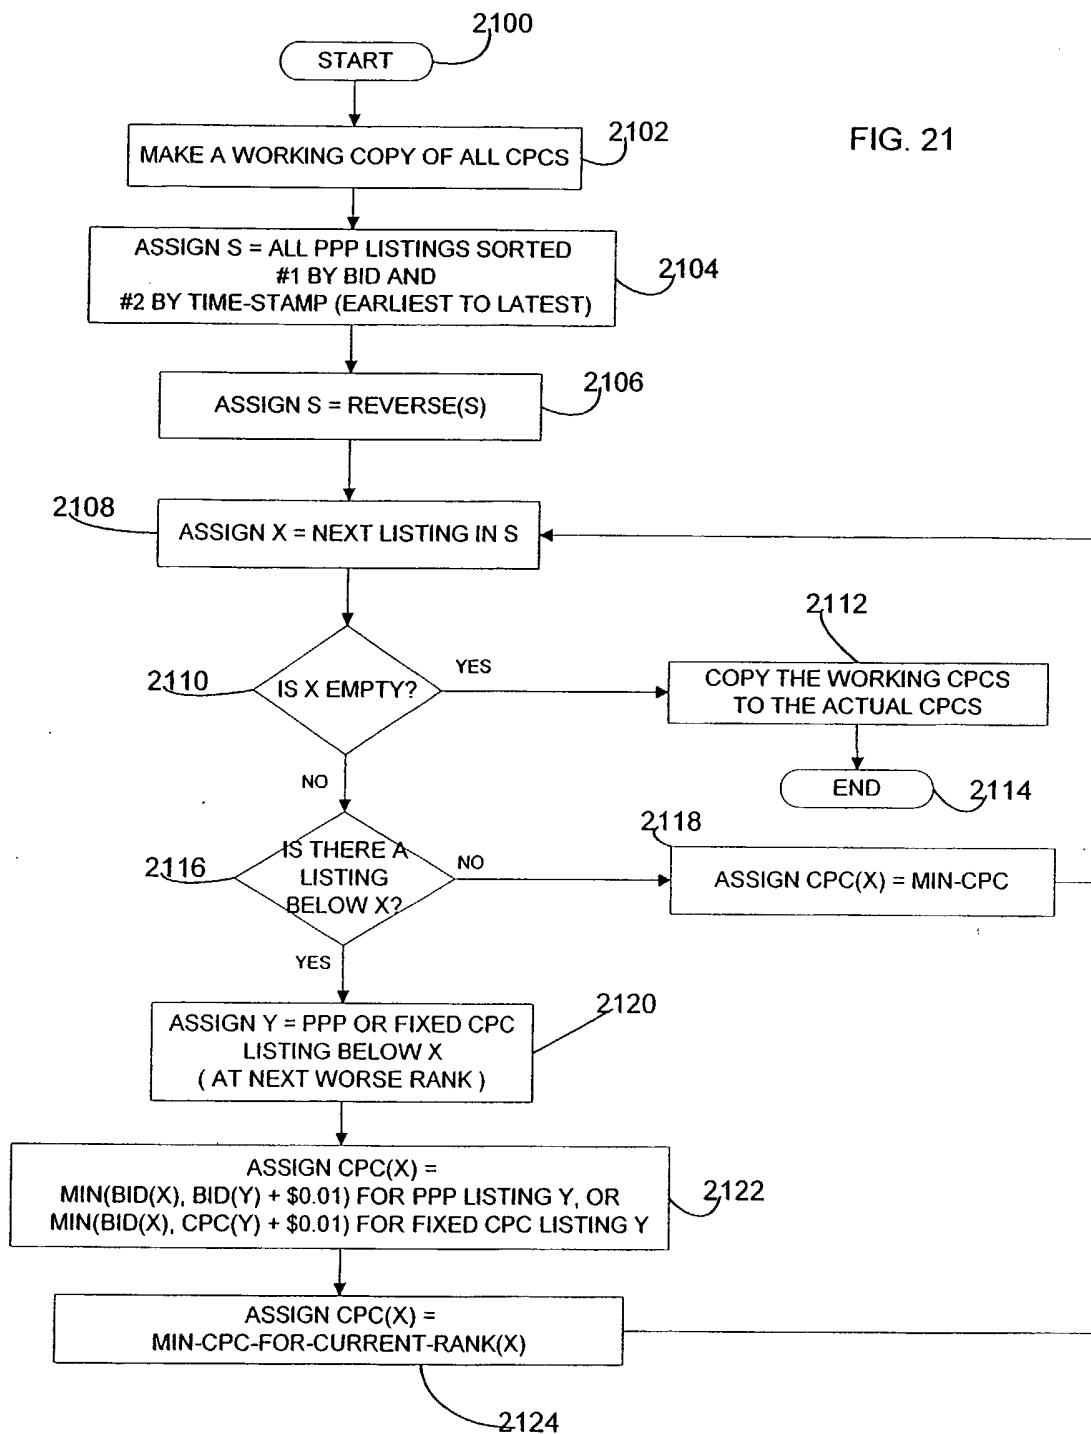 2100
START
FIG. 21
2102
MAKE A WORKING COPY OF ALL CPCS
ASSIGN S = ALL PPP LISTINGS SORTED
#1 BY BID AND
#2 BY TIME-STAMP (EARLIEST TO LATEST)
2104
2106
ASSIGN S = REVERSE(S)
2108
ASSIGN X = NEXT LISTING IN S
2110
IS X EMPTY?
YES
2112
COPY THE WORKING CPCS
TO THE ACTUAL CPCS
NO
END
2114
2116
IS THERE A
LISTING
BELOW X?
NO
2118
ASSIGN CPC(X) = MIN-CPC
YES
2120
ASSIGN Y = PPP OR FIXED CPC
LISTING BELOW X
( AT NEXT WORSE RANK )
ASSIGN CPC(X) =
MIN(BID(X), BID(Y) + $0.01) FOR PPP LISTING Y, OR
MIN(BID(X), CPC(Y) + $0.01) FOR FIXED CPC LISTING Y
2122
ASSIGN CPC(X) =
MIN-CPC-FOR-CURRENT-RANK(X)
2124